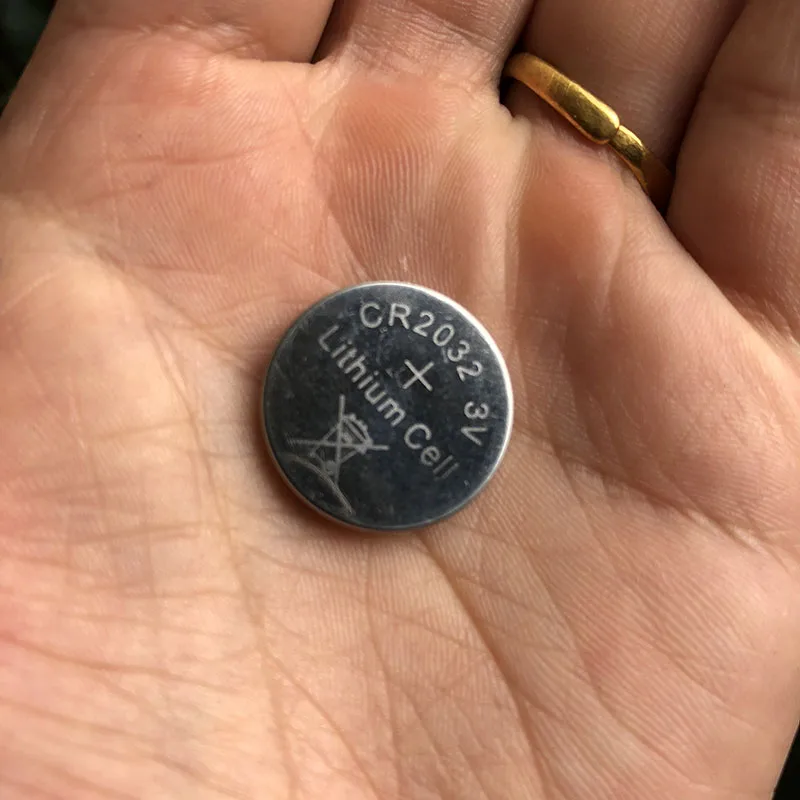 CR2032 3V
+
Lithium Cell